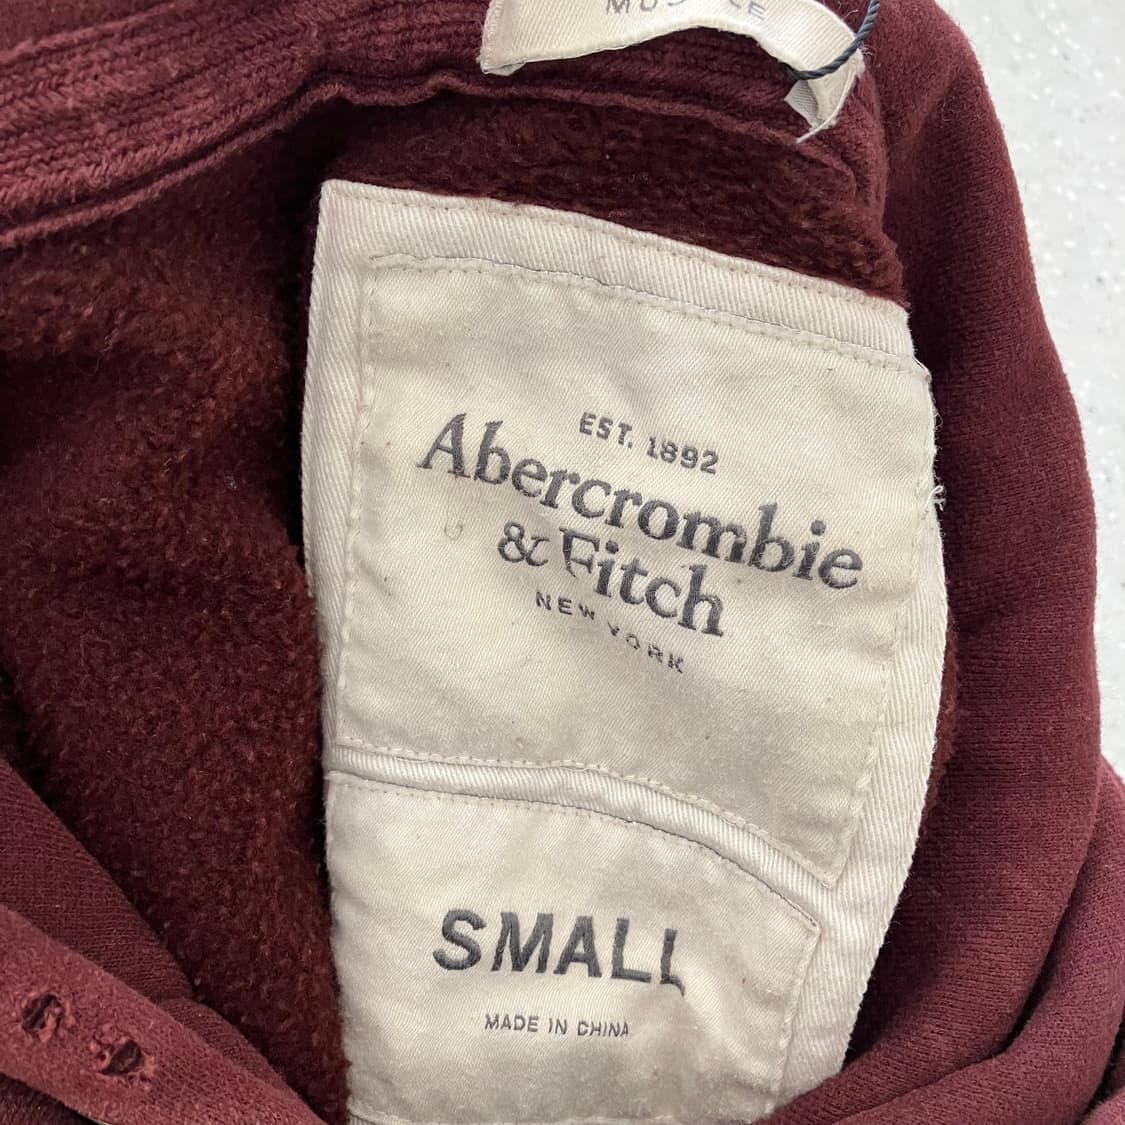 EST. 1892
Abercrombie
& Fitch
NEW YORK
SMALL
MADE IN CHINA